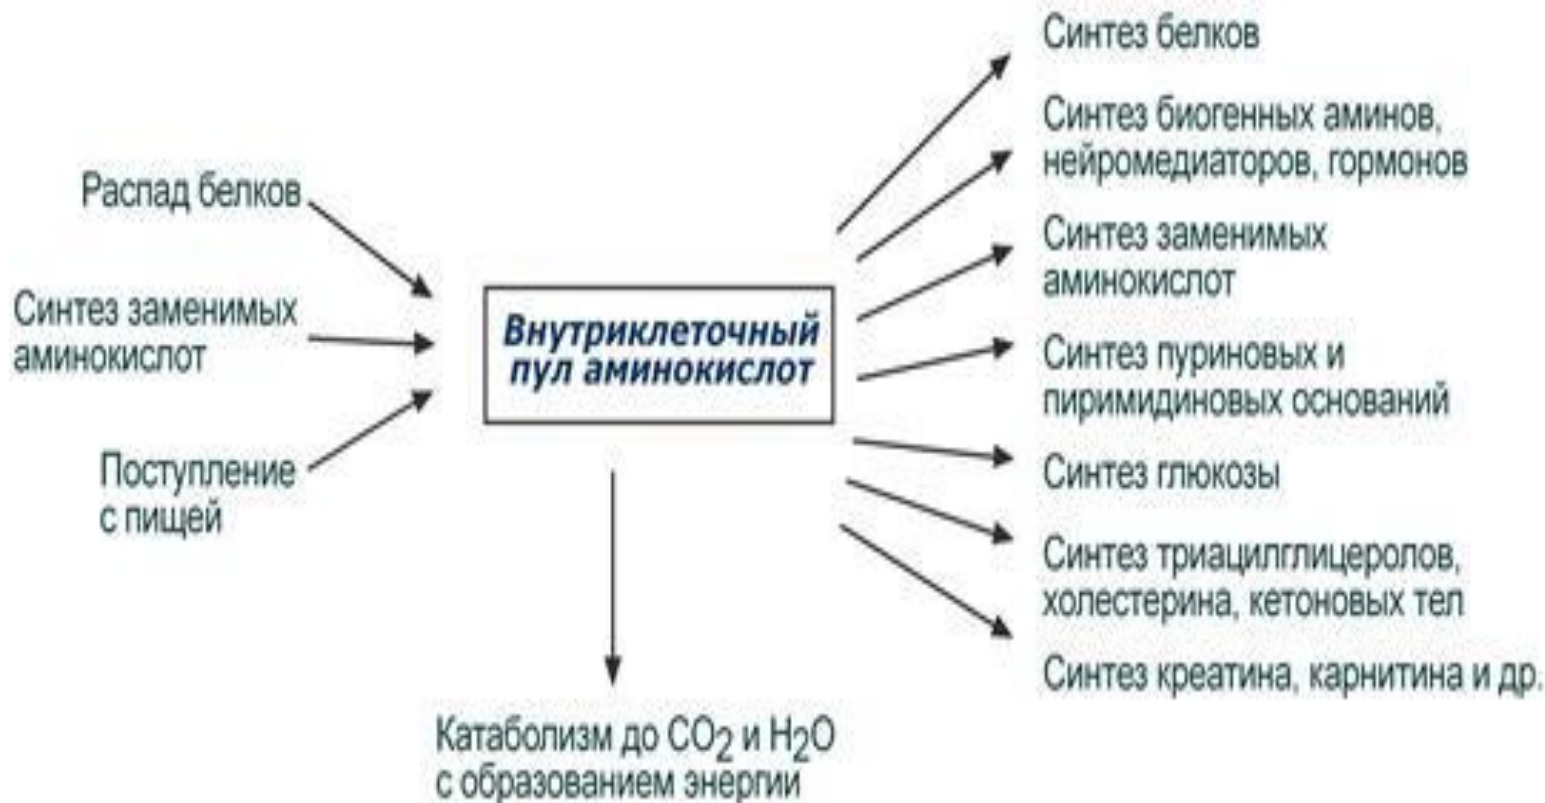 Распад белков
Синтез заменимых
аминокислот
Поступление
с пищей
Внутриклеточный
пул аминокислот
Катаболизм до CO2 и H2O
с образованием энергии
Синтез белков
Синтез биогенных аминов,
нейромедиаторов, гормонов
Синтез заменимых
аминокислот
Синтез пуриновых и
пиримидиновых оснований
Синтез глюкозы
Синтез триацилглицеролов,
холестерина, кетоновых тел
Синтез креатина, карнитина и др.